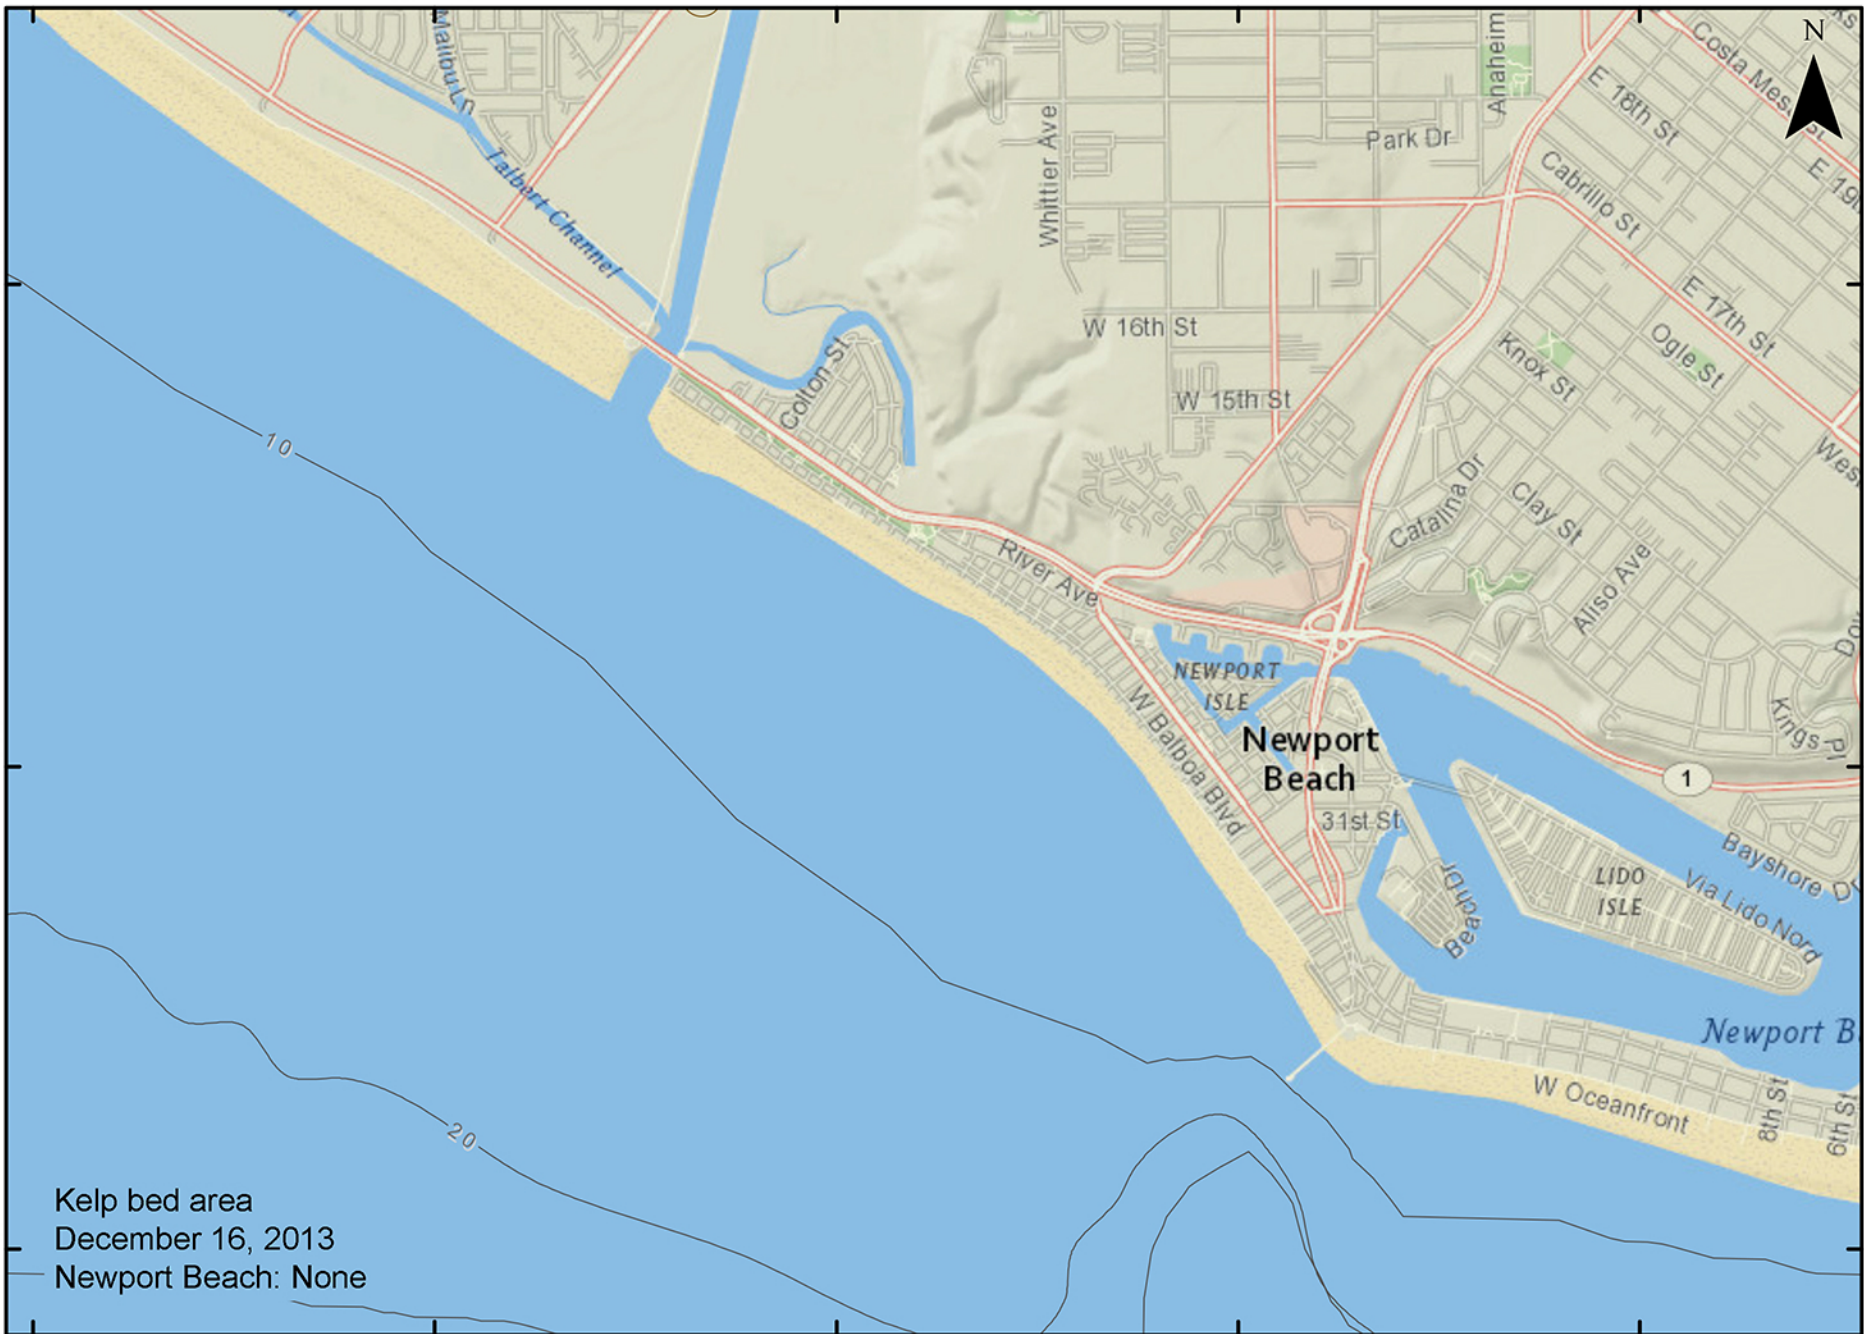 N
Malibu Ln
Talbert Channel
Whittier Ave
Anaheim
Park Dr
Costa Mesa St
E 18th St
E 19th
Cabrillo St
E 17th St
W 16th St
Ogle St
Knox St
Colton St
W 15th St
10
Catalina Dr
Clay St
River Ave
Aliso Ave
NEWPORT
ISLE
Kings Pl
W Balboa Blvd
Newport
Beach
1
31st St
Bayshore D
LIDO
ISLE
Via Lido Nord
Beach Dr
Newport B
W Oceanfront
8th St
6th St
20
Kelp bed area
December 16, 2013
Newport Beach: None